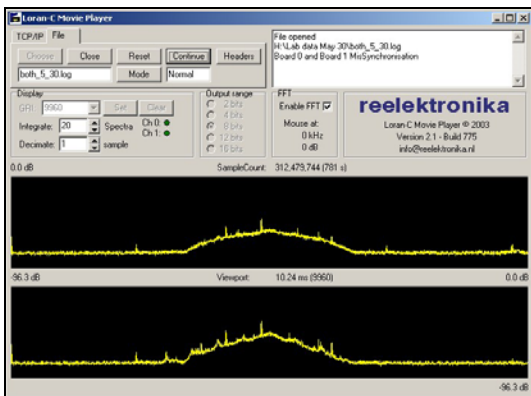 Loran-C Movie Player
TCP/IP File
Choose Close Reset Continue Headers
both_5_30.log Mode Normal
File opened
H:\Lab data May 30\both_5_30.log
Board 0 and Board 1 MisSynchronisation
Display
GRI 9960 Set Clear
Integrate: 20 Spectra Ch 0: Ch 1:
Decimate: 1 sample
Output range
2 bits
4 bits
8 bits
12 bits
16 bits
FFT
Enable FFT
Mouse at:
0 kHz
0 dB
reelektronika
Loran-C Movie Player © 2003
Version 2.1 - Build 775
info@reelektronika.nl
0.0 dB SampleCount: 312,479,744 (781 s)
-96.3 dB Viewport: 10.24 ms (9960) 0.0 dB
-96.3 dB